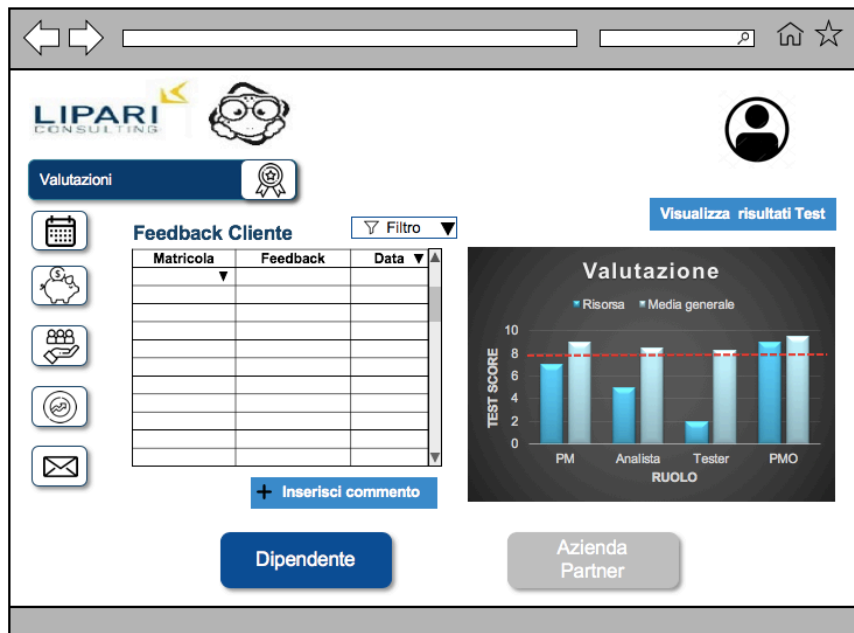 LIPARI
CONSULTING
Valutazioni
Visualizza risultati Test
Feedback Cliente
Filtro
Matricola Feedback Data
Valutazione
Risorsa Media generale
TEST SCORE
10
8
6
4
2
0
PM Analista Tester PMO
RUOLO
+ Inserisci commento
Dipendente
Azienda
Partner